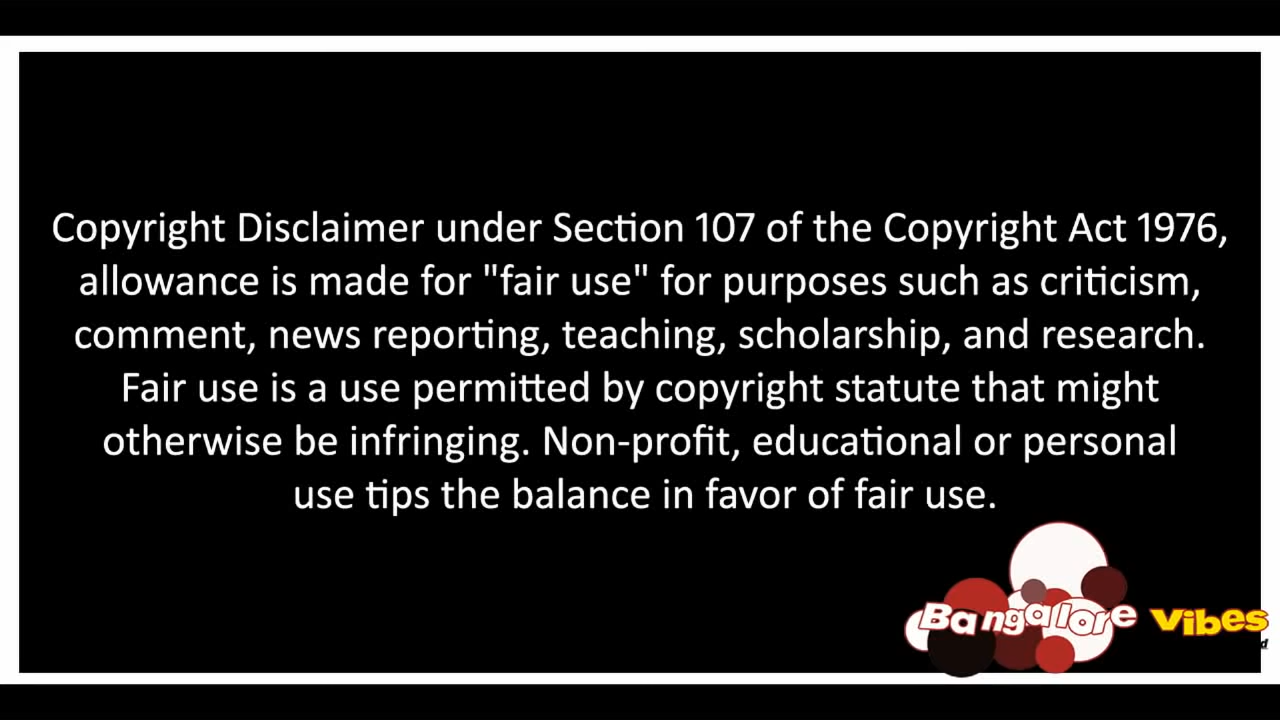 Copyright Disclaimer under Section 107 of the Copyright Act 1976,
allowance is made for "fair use" for purposes such as criticism,
comment, news reporting, teaching, scholarship, and research.
Fair use is a use permitted by copyright statute that might
otherwise be infringing. Non-profit, educational or personal
use tips the balance in favor of fair use.
Bangalore Vibes